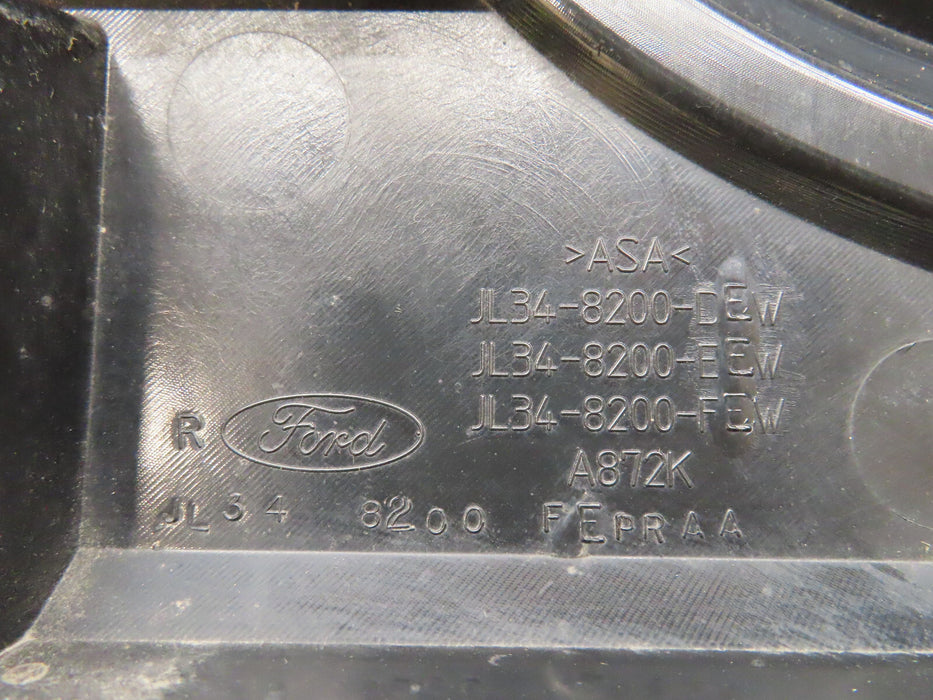 >ASA<
JL34-8200-DEW
JL34-8200-EEW
JL34-8200-FEW
R Ford
A872K
JL34 8200 FEPRAA